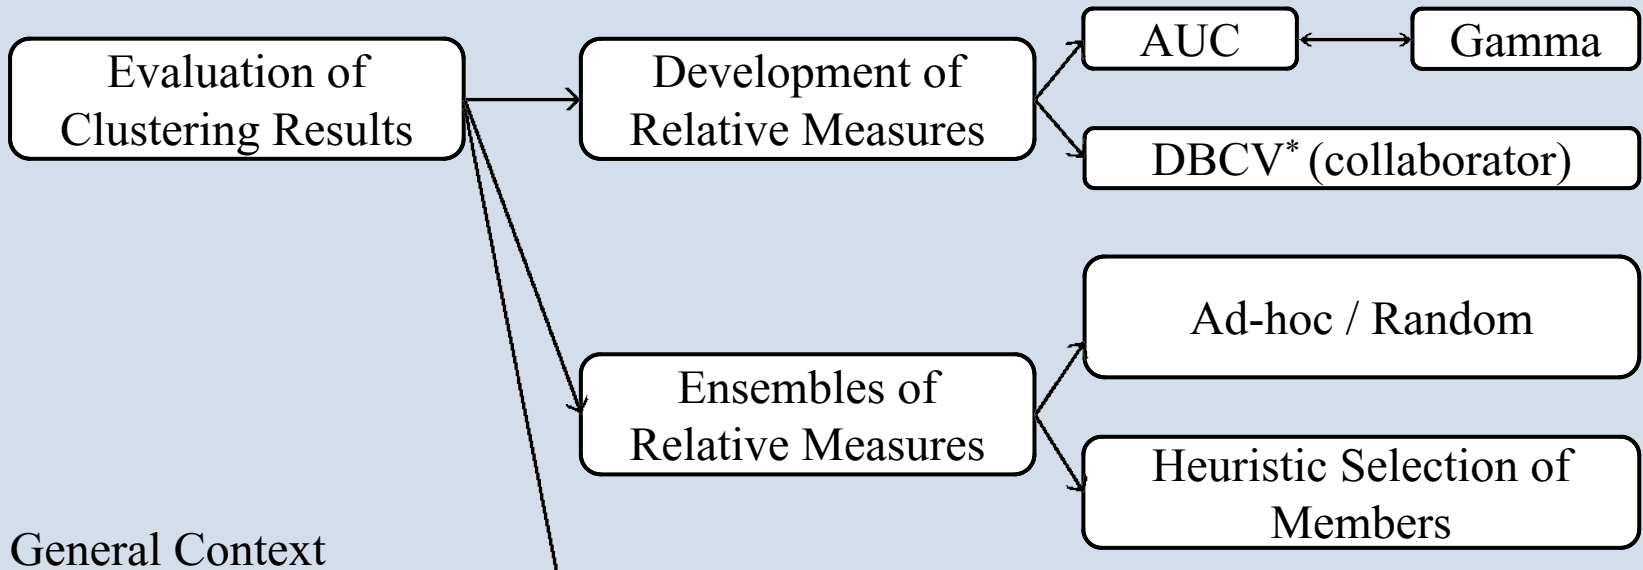 Evaluation of
Clustering Results
Development of
Relative Measures
AUC
Gamma
DBCV* (collaborator)
Ensembles of
Relative Measures
Ad-hoc / Random
Heuristic Selection of
Members
General Context